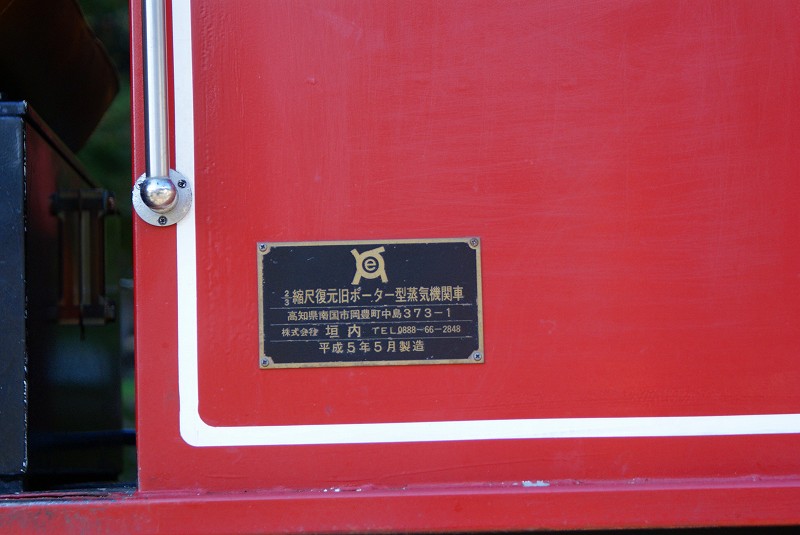 e
2/3 縮尺復元旧ポーター型蒸気機関車
高知県南国市岡豊町中島373-1
株式会社 垣内 TEL0888-66-2848
平成5年5月製造